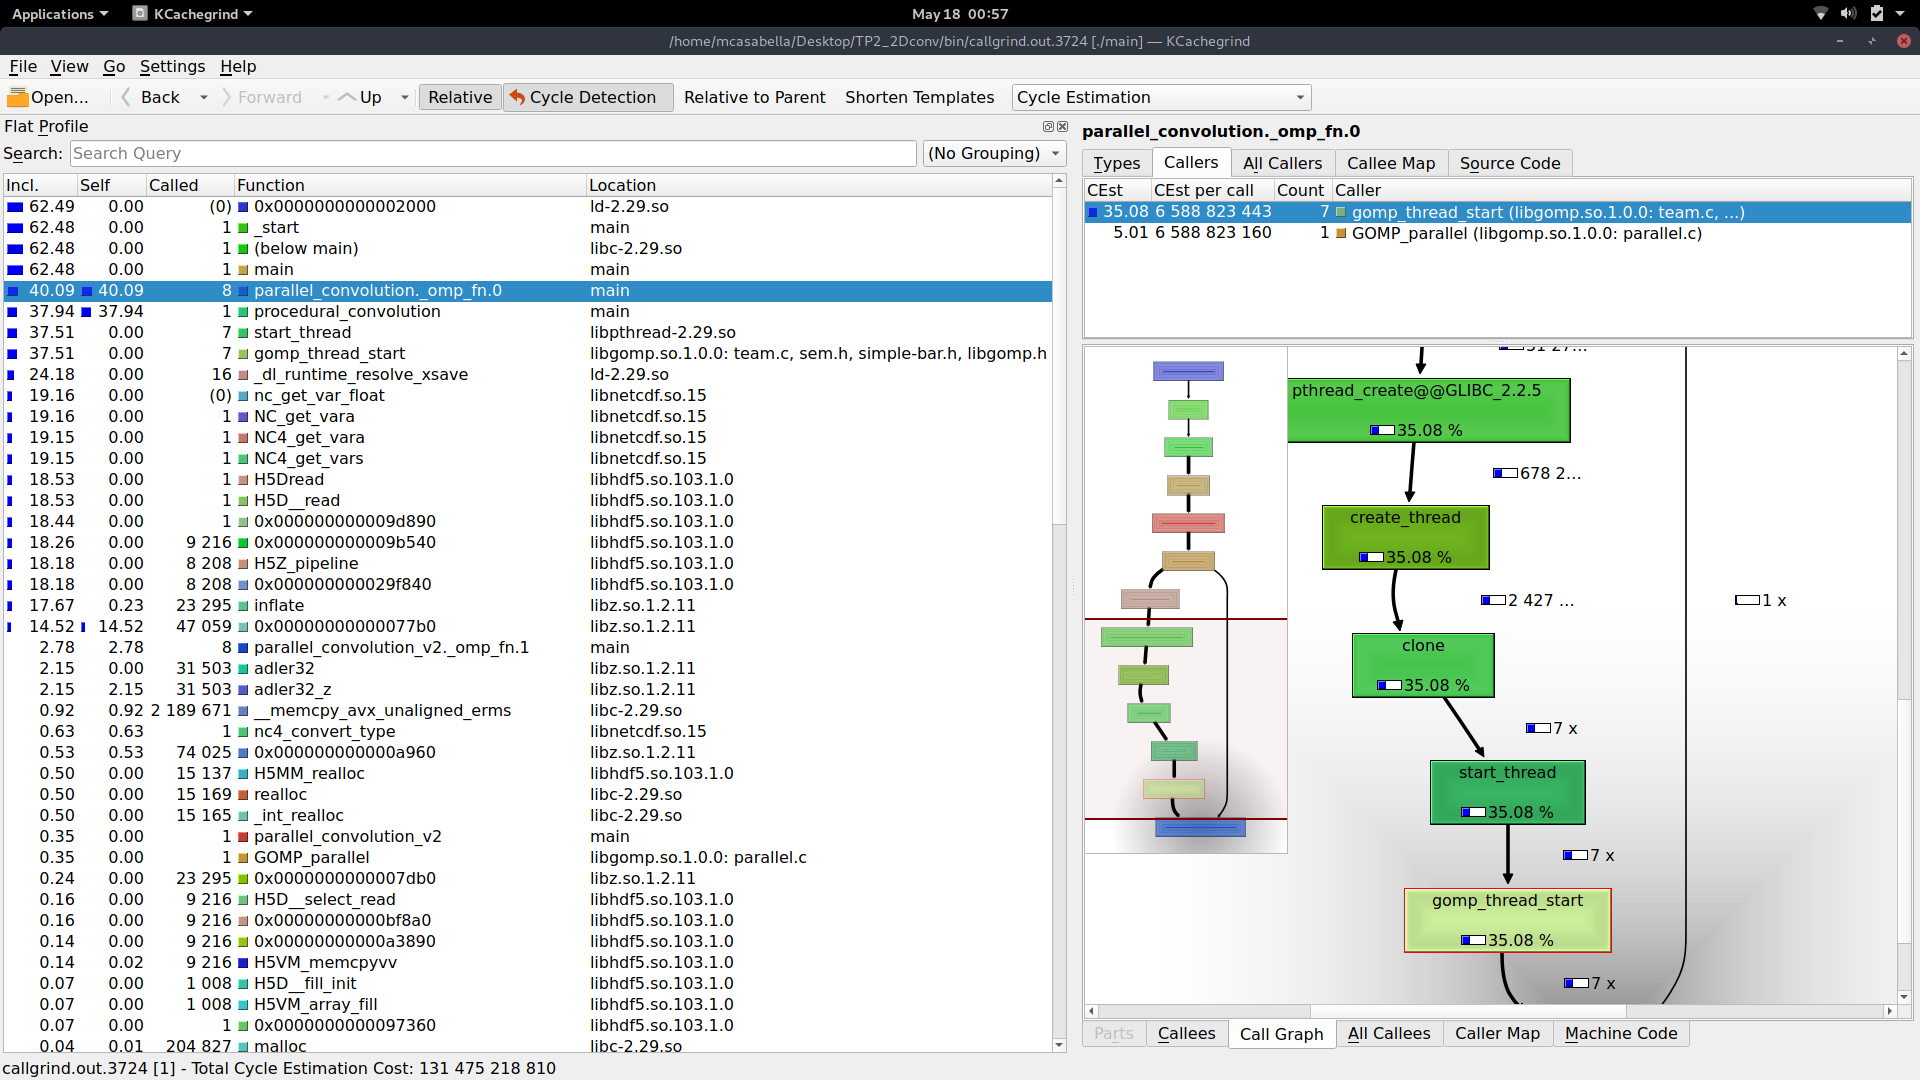 Applications KCachegrind May 18 00:57
/home/mcasabella/Desktop/TP2_2Dconv/bin/callgrind.out.3724 [./main] — KCachegrind
File View Go Settings Help
Open... Back Forward Up Relative Cycle Detection Relative to Parent Shorten Templates Cycle Estimation
Flat Profile
Search: Search Query (No Grouping)
Incl. Self Called Function Location
62.49 0.00 (0) 0x0000000000002000 ld-2.29.so
62.48 0.00 1 _start main
62.48 0.00 1 (below main) libc-2.29.so
62.48 0.00 1 main main
40.09 40.09 8 parallel_convolution._omp_fn.0 main
37.94 37.94 1 procedural_convolution main
37.51 0.00 7 start_thread libpthread-2.29.so
37.51 0.00 7 gomp_thread_start libgomp.so.1.0.0: team.c, sem.h, simple-bar.h, libgomp.h
24.18 0.00 16 _dl_runtime_resolve_xsave ld-2.29.so
19.16 0.00 (0) nc_get_var_float libnetcdf.so.15
19.16 0.00 1 NC_get_vara libnetcdf.so.15
19.15 0.00 1 NC4_get_vara libnetcdf.so.15
19.15 0.00 1 NC4_get_vars libnetcdf.so.15
18.53 0.00 1 H5Dread libhdf5.so.103.1.0
18.53 0.00 1 H5D__read libhdf5.so.103.1.0
18.44 0.00 1 0x000000000009d890 libhdf5.so.103.1.0
18.26 0.00 9 216 0x000000000009b540 libhdf5.so.103.1.0
18.18 0.00 8 208 H5Z_pipeline libhdf5.so.103.1.0
18.18 0.00 8 208 0x000000000029f840 libhdf5.so.103.1.0
17.67 0.23 23 295 inflate libz.so.1.2.11
14.52 14.52 47 059 0x00000000000077b0 libz.so.1.2.11
2.78 2.78 8 parallel_convolution_v2._omp_fn.1 main
2.15 0.00 31 503 adler32 libz.so.1.2.11
2.15 2.15 31 503 adler32_z libz.so.1.2.11
0.92 0.92 2 189 671 __memcpy_avx_unaligned_erms libc-2.29.so
0.63 0.63 1 nc4_convert_type libnetcdf.so.15
0.53 0.53 74 025 0x000000000000a960 libz.so.1.2.11
0.50 0.00 15 137 H5MM_realloc libhdf5.so.103.1.0
0.50 0.00 15 169 realloc libc-2.29.so
0.50 0.00 15 165 _int_realloc libc-2.29.so
0.35 0.00 1 parallel_convolution_v2 main
0.35 0.00 1 GOMP_parallel libgomp.so.1.0.0: parallel.c
0.24 0.00 23 295 0x0000000000007db0 libz.so.1.2.11
0.16 0.00 9 216 H5D__select_read libhdf5.so.103.1.0
0.16 0.00 9 216 0x00000000000bf8a0 libhdf5.so.103.1.0
0.14 0.00 9 216 0x00000000000a3890 libhdf5.so.103.1.0
0.14 0.02 9 216 H5VM_memcpyvv libhdf5.so.103.1.0
0.07 0.00 1 008 H5D__fill_init libhdf5.so.103.1.0
0.07 0.00 1 008 H5VM_array_fill libhdf5.so.103.1.0
0.07 0.00 1 0x0000000000097360 libhdf5.so.103.1.0
0.04 0.01 204 827 malloc libc-2.29.so
callgrind.out.3724 [1] - Total Cycle Estimation Cost: 131 475 218 810
parallel_convolution._omp_fn.0
Types Callers All Callers Callee Map Source Code
CEst CEst per call Count Caller
35.08 6 588 823 443 7 gomp_thread_start (libgomp.so.1.0.0: team.c, ...)
5.01 6 588 823 160 1 GOMP_parallel (libgomp.so.1.0.0: parallel.c)
pthread_create@@GLIBC_2.2.5
35.08 %
678 2...
create_thread
35.08 %
2 427 ...
1 x
clone
35.08 %
7 x
start_thread
35.08 %
7 x
gomp_thread_start
35.08 %
7 x
Parts Callees Call Graph All Callees Caller Map Machine Code